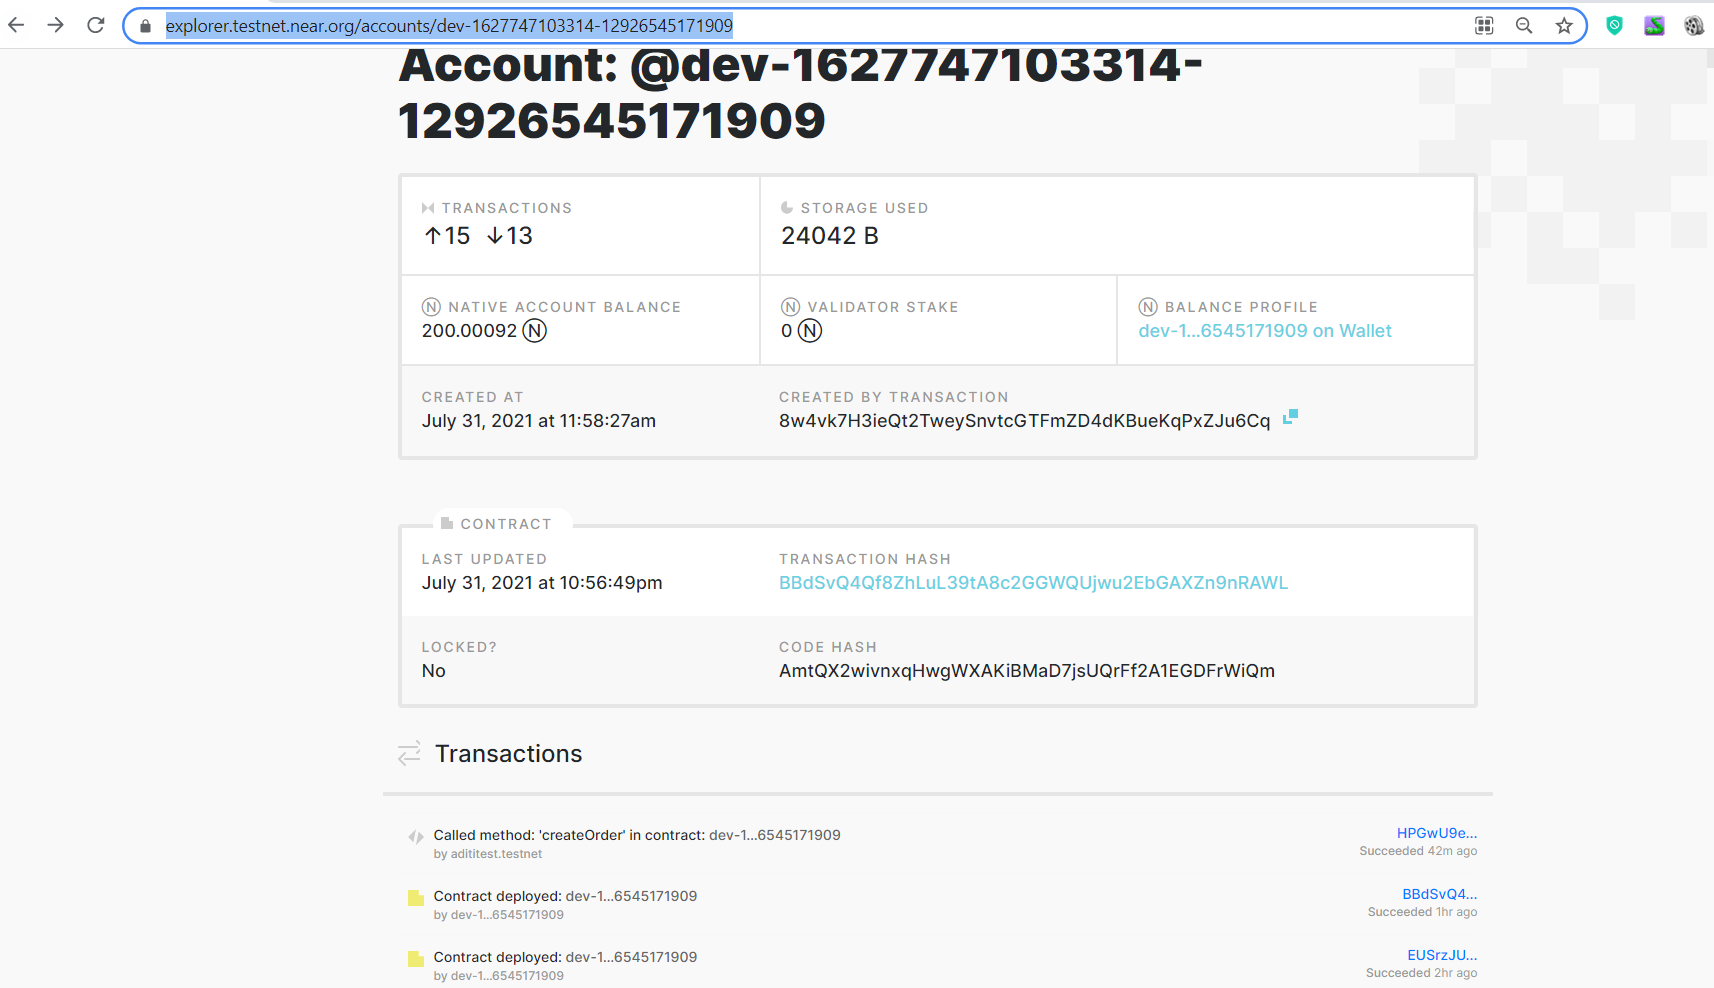 explorer.testnet.near.org/accounts/dev-1627747103314-12926545171909
Account: @dev-1627747103314-
12926545171909
TRANSACTIONS
↑15 ↓13
STORAGE USED
24042 B
NATIVE ACCOUNT BALANCE
200.00092 Ⓝ
VALIDATOR STAKE
0 Ⓝ
BALANCE PROFILE
dev-1...6545171909 on Wallet
CREATED AT
July 31, 2021 at 11:58:27am
CREATED BY TRANSACTION
8w4vk7H3ieQt2TweySnvtcGTFmZD4dKBueKqPxZJu6Cq
CONTRACT
LAST UPDATED
July 31, 2021 at 10:56:49pm
TRANSACTION HASH
BBdSvQ4Qf8ZhLuL39tA8c2GGWQUjwu2EbGAXZn9nRAWL
LOCKED?
No
CODE HASH
AmtQX2wivnxqHwgWXAKiBMaD7jsUQrFf2A1EGDFrWiQm
Transactions
Called method: 'createOrder' in contract: dev-1...6545171909
by adititest.testnet
HPGwU9e...
Succeeded 42m ago
Contract deployed: dev-1...6545171909
by dev-1...6545171909
BBdSvQ4...
Succeeded 1hr ago
Contract deployed: dev-1...6545171909
by dev-1...6545171909
EUSrzJU...
Succeeded 2hr ago